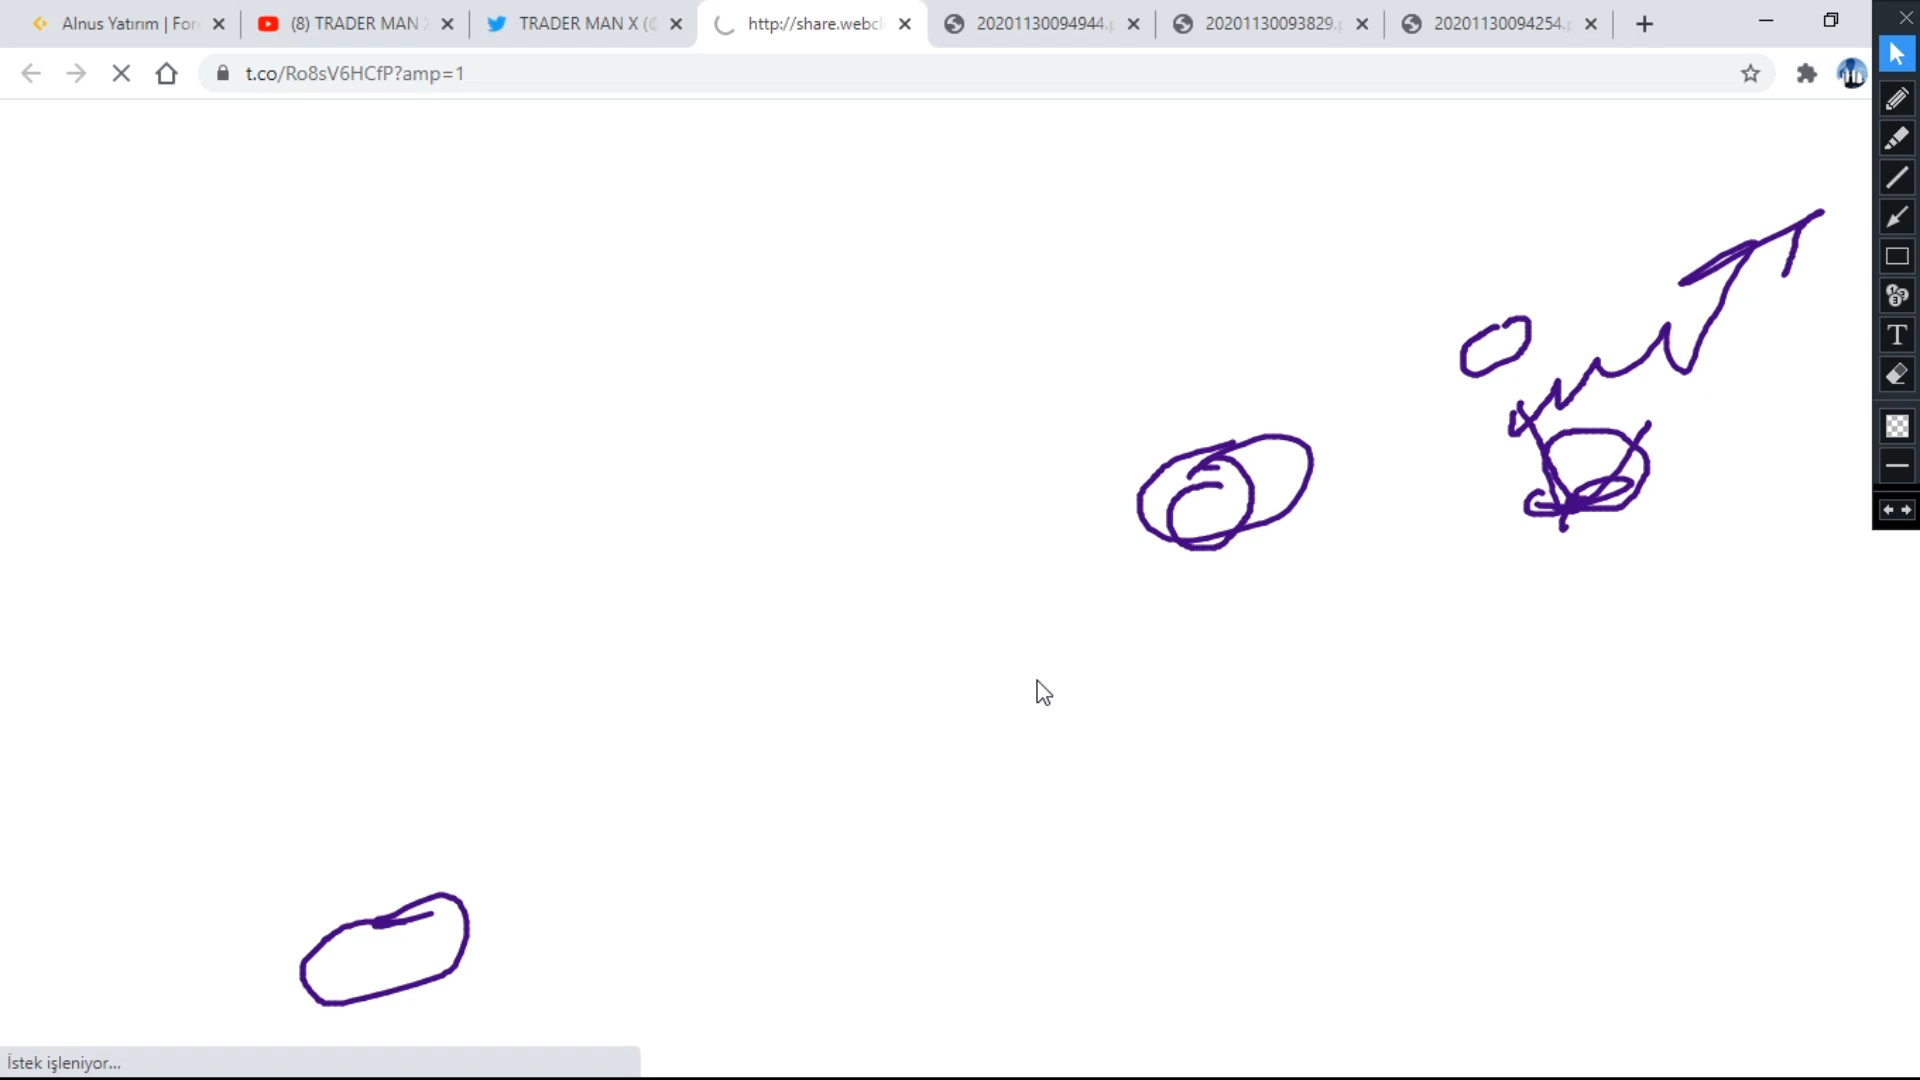 Alnus Yatırım | For
(8) TRADER MAN
TRADER MAN X (
http://share.webcl
20201130094944.p
20201130093829.p
20201130094254.p
t.co/Ro8sV6HCfP?amp=1
T
İstek işleniyor...